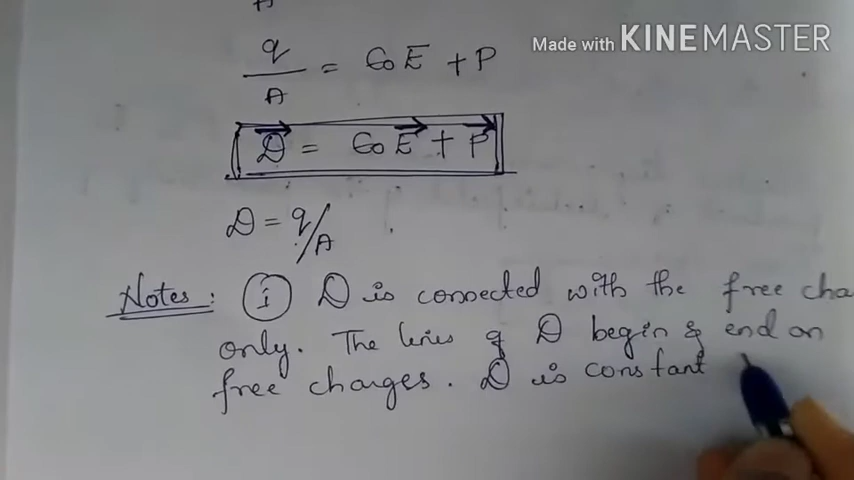 A
Made with KINEMASTER
q/A = ε₀E + P
D⃗ = ε₀E⃗ + P⃗
D = q/A
Notes: (i) D is connected with the free cha
only. The lines of D begin & end on
free charges. D is constant